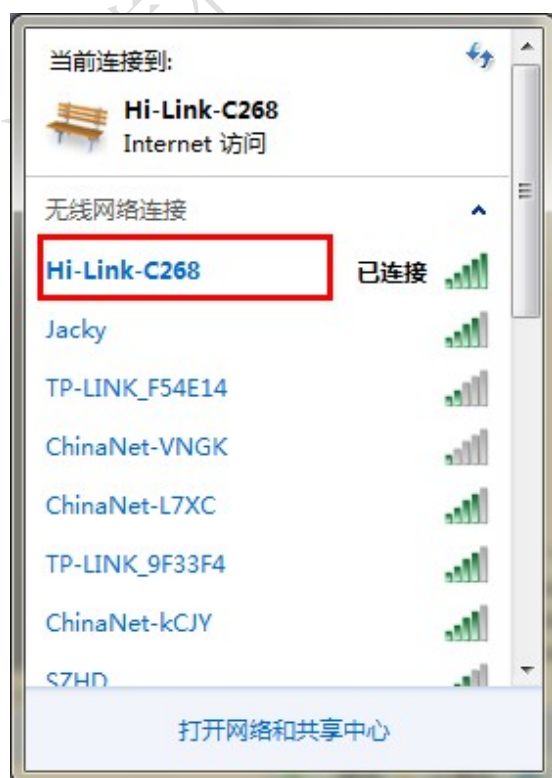 当前连接到:
Hi-Link-C268
Internet 访问
无线网络连接
Hi-Link-C268 已连接
Jacky
TP-LINK_F54E14
ChinaNet-VNGK
ChinaNet-L7XC
TP-LINK_9F33F4
ChinaNet-kCJY
SZHD
打开网络和共享中心